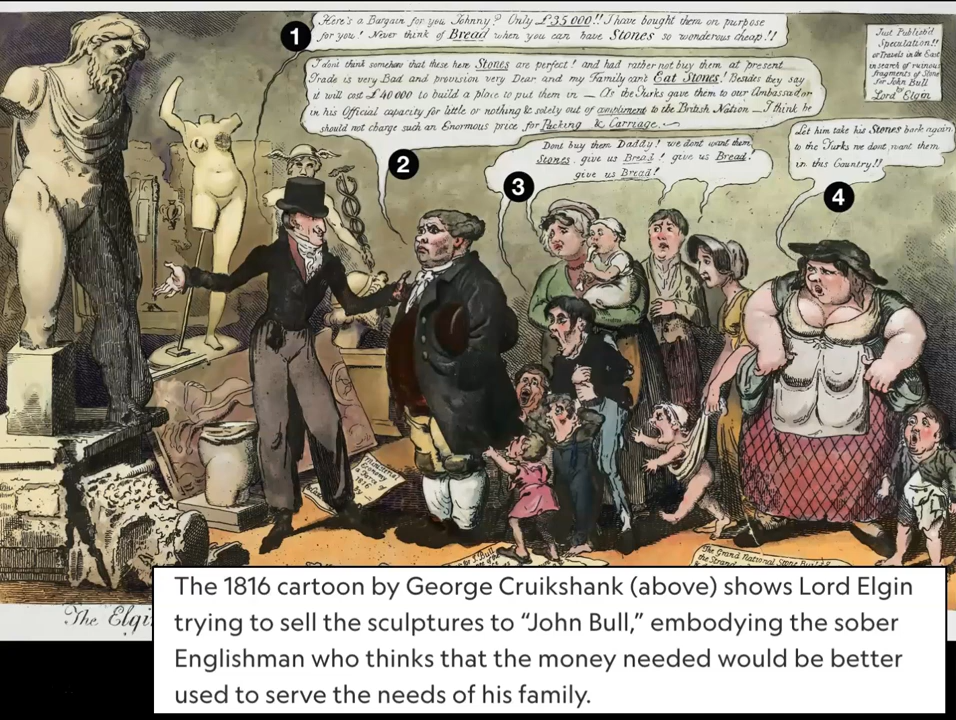 1
Here's a Bargain for you Johnny? Only £35000!! I have bought them on purpose
for you! Never think of Bread when you can have Stones so wonderous cheap!!
I don't think somehow that these here Stones are perfect! and had rather not buy them at present
Trade is very Bad and provision very Dear and my Family can't Eat Stones! Besides they say
it will cost £40000 to build a place to put them in — As the Turks gave them to our Ambassador
in his Official capacity for little or nothing & solely out of compliment to the British Nation — I think he
should not charge such an Enormous price for Packing & Carriage.
2
Dont buy them Daddy! we dont want these
Stones. give us Bread! give us Bread!
give us Bread!
3
Let him take his Stones back again
to the Turks we dont want them
in this Country!!
4
Just Publish'd
Speculation!!
or Travels in the East
in search of ruinous
fragments of Stone
for John Bull
by
Lord Elgin
1816
The Grand National Stone
the Strand
The Elgi
The 1816 cartoon by George Cruikshank (above) shows Lord Elgin
trying to sell the sculptures to “John Bull,” embodying the sober
Englishman who thinks that the money needed would be better
used to serve the needs of his family.